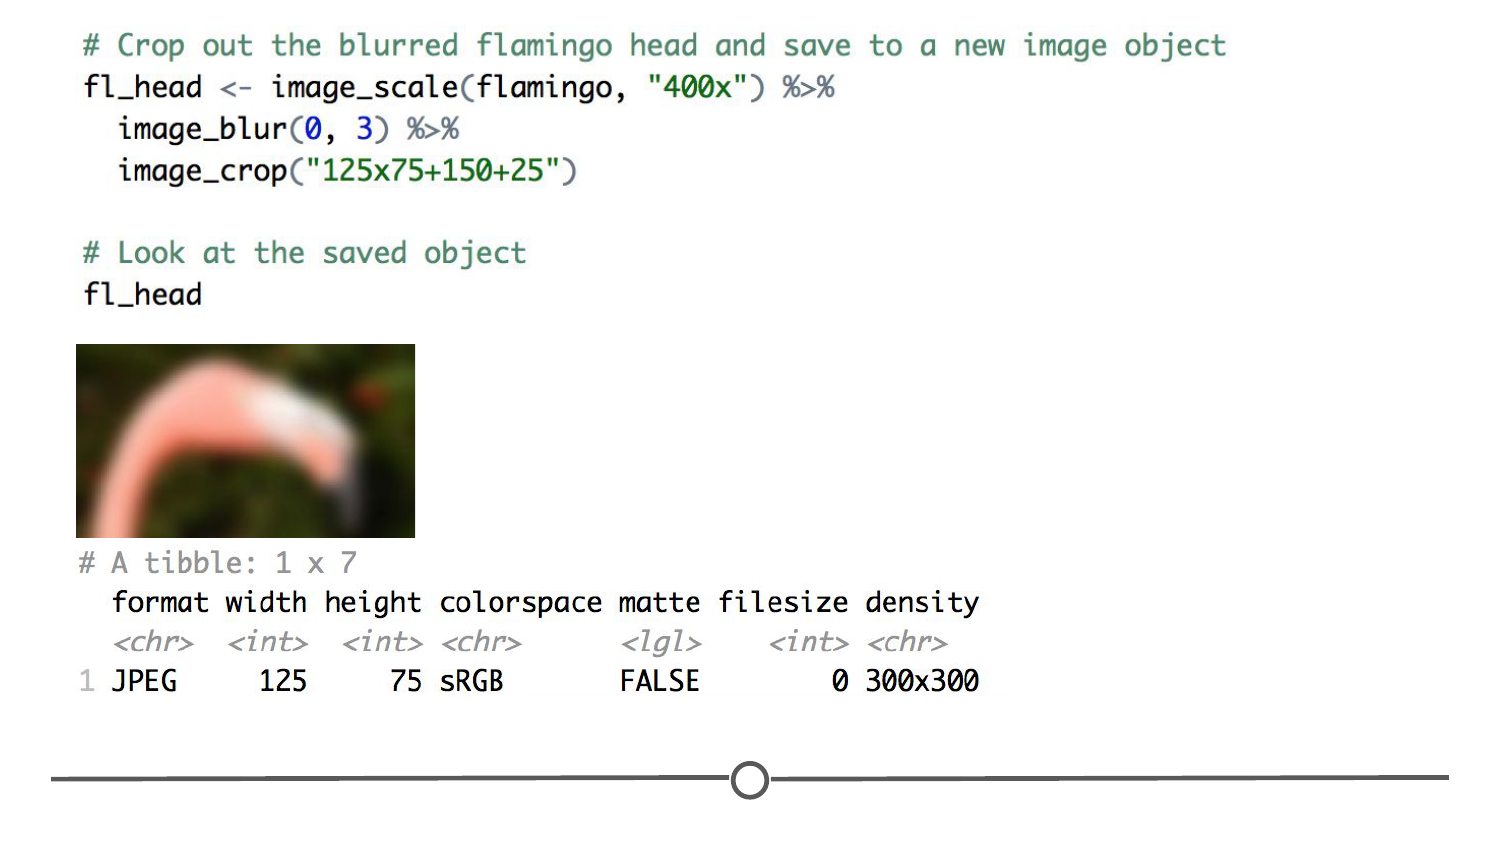 # Crop out the blurred flamingo head and save to a new image object
fl_head <- image_scale(flamingo, "400x") %>%
  image_blur(0, 3) %>%
  image_crop("125x75+150+25")

# Look at the saved object
fl_head
# A tibble: 1 x 7
  format width height colorspace matte filesize density
  <chr>  <int>  <int> <chr>      <lgl>    <int> <chr>
1 JPEG     125     75 sRGB       FALSE        0 300x300